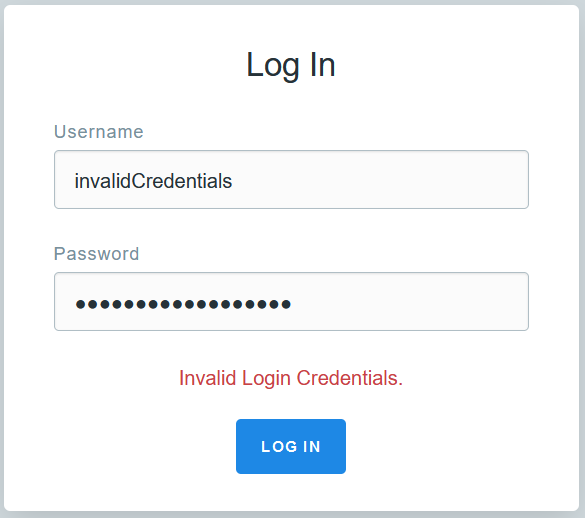 Log In
Username
invalidCredentials
Password
●●●●●●●●●●●●●●●●●●
Invalid Login Credentials.
LOG IN